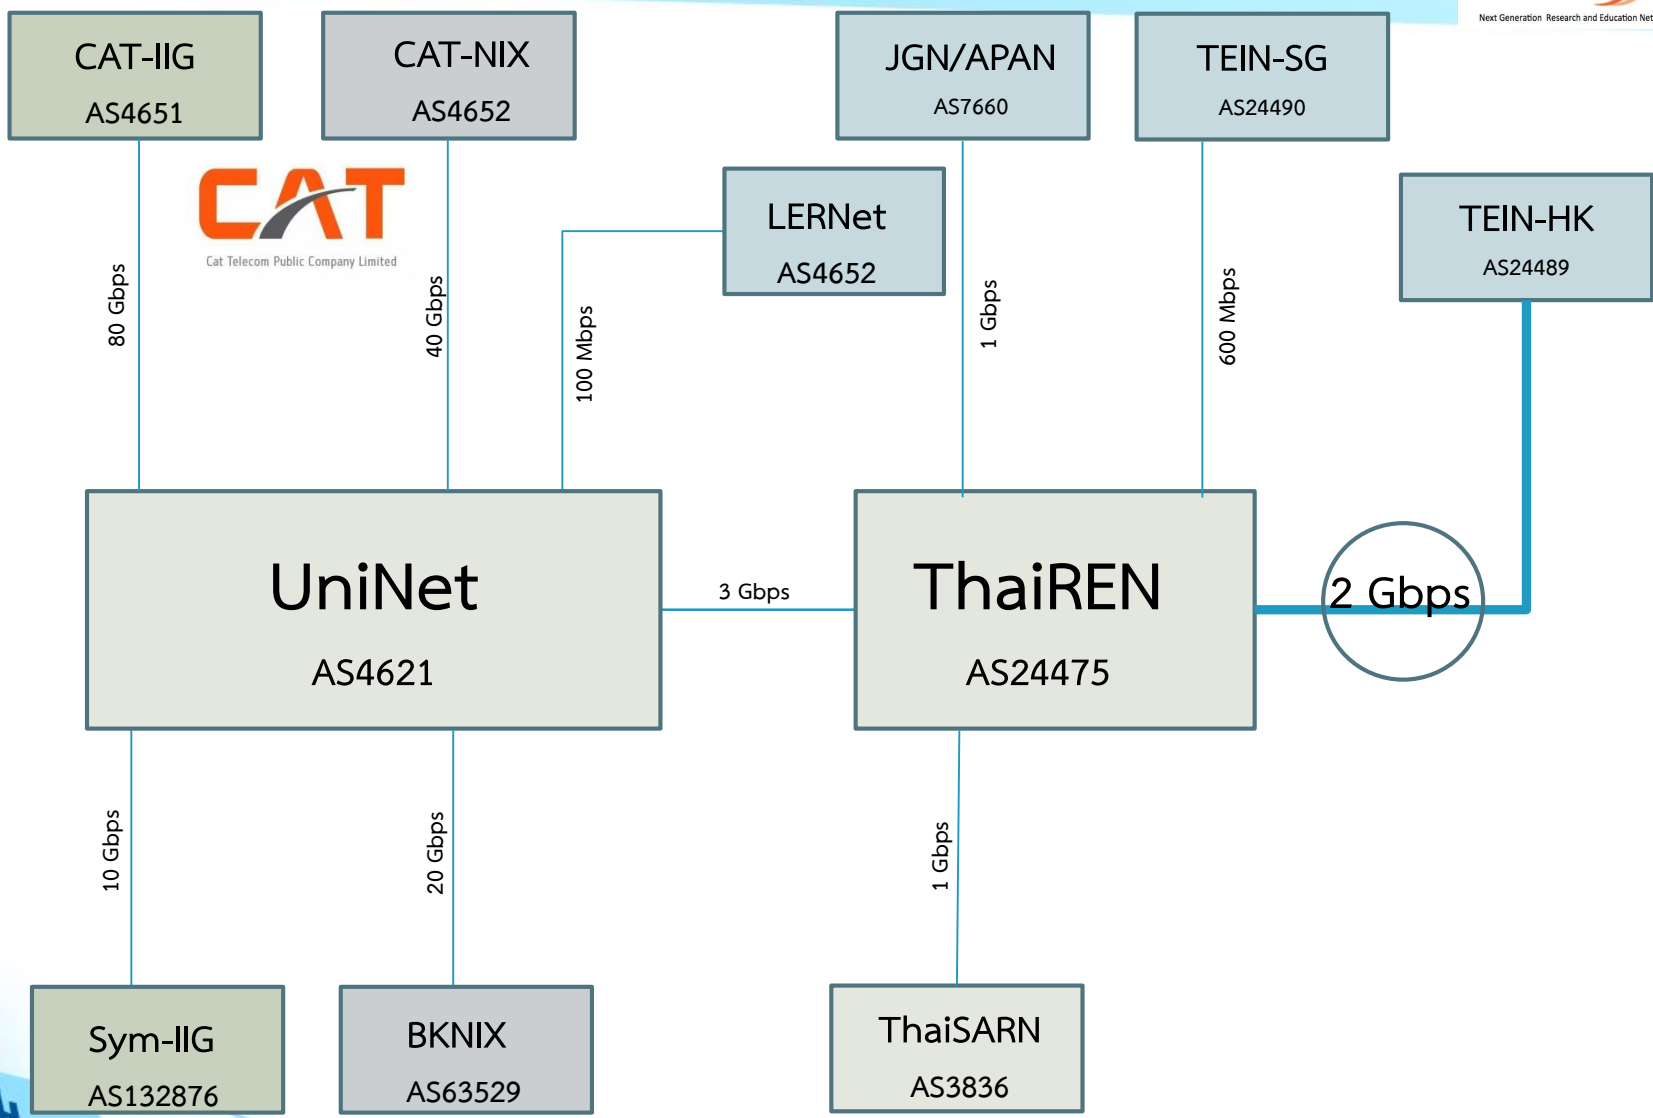 Next Generation Research and Education Net
CAT-IIG
AS4651
CAT-NIX
AS4652
JGN/APAN
AS7660
TEIN-SG
AS24490
CAT
Cat Telecom Public Company Limited
LERNet
AS4652
TEIN-HK
AS24489
80 Gbps
40 Gbps
100 Mbps
1 Gbps
600 Mbps
UniNet
AS4621
3 Gbps
ThaiREN
AS24475
2 Gbps
10 Gbps
20 Gbps
1 Gbps
Sym-IIG
AS132876
BKNIX
AS63529
ThaiSARN
AS3836